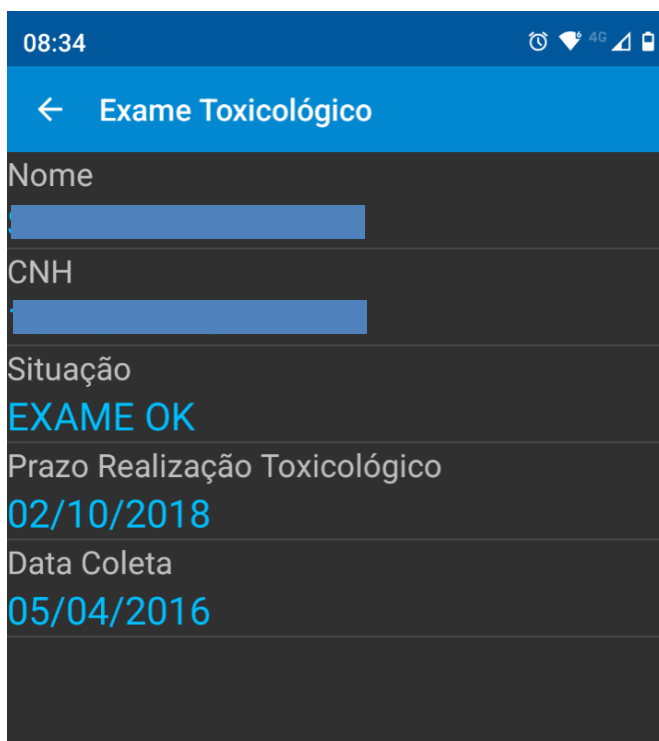 08:34
4G
Exame Toxicológico
Nome
CNH
Situação
EXAME OK
Prazo Realização Toxicológico
02/10/2018
Data Coleta
05/04/2016